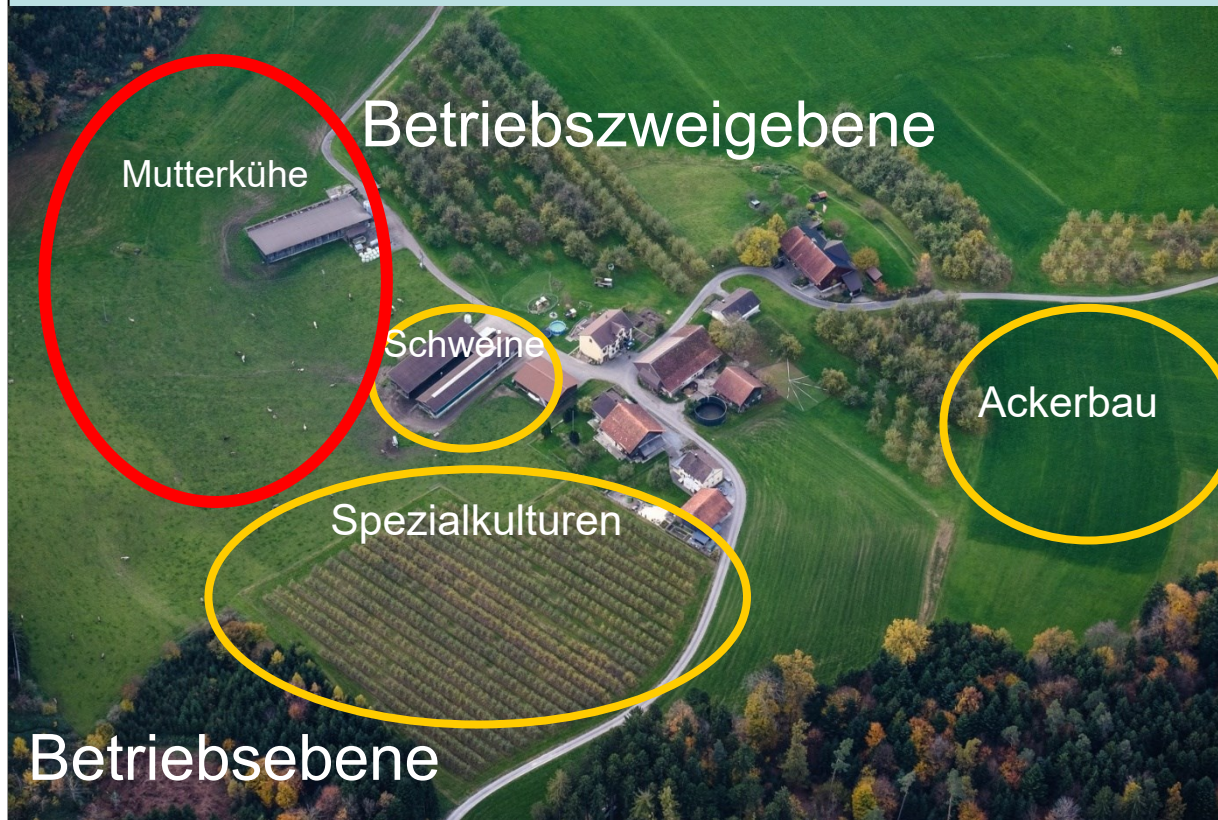 Betriebszweigebene
Mutterkühe
Schweine
Ackerbau
Spezialkulturen
Betriebsebene